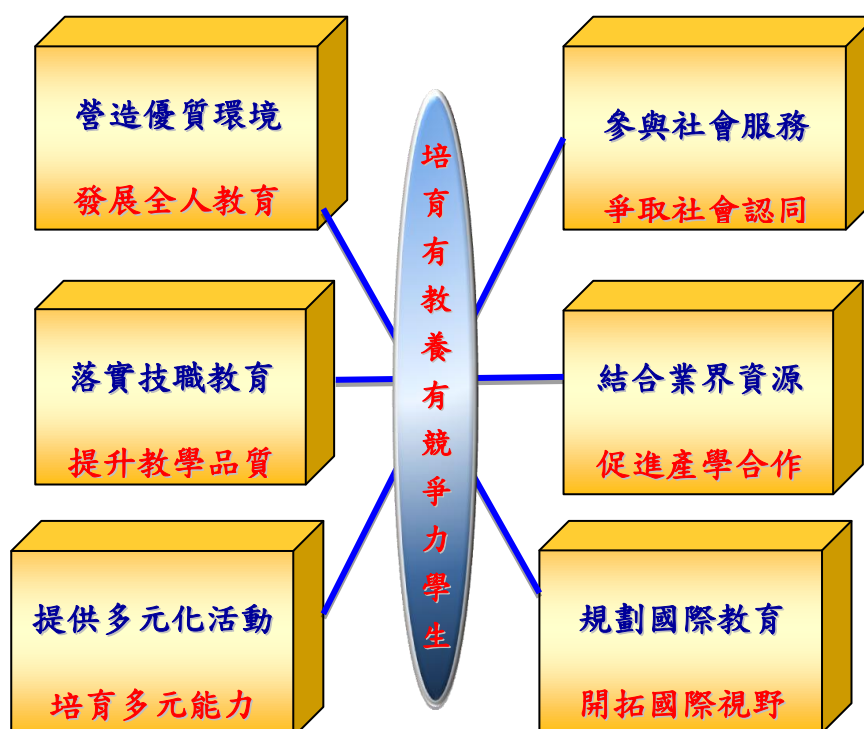 營造優質環境
發展全人教育
落實技職教育
提升教學品質
提供多元化活動
培育多元能力
培育有教養有競爭力學生
參與社會服務
爭取社會認同
結合業界資源
促進產學合作
規劃國際教育
開拓國際視野